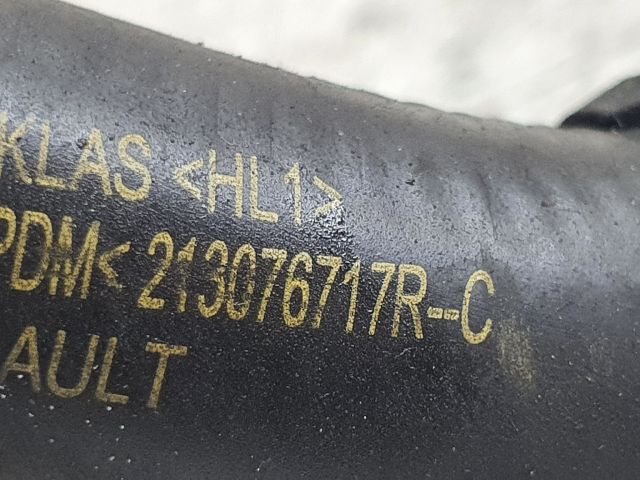 KLAS <HL1>
PDM< 213076717R--C
AULT